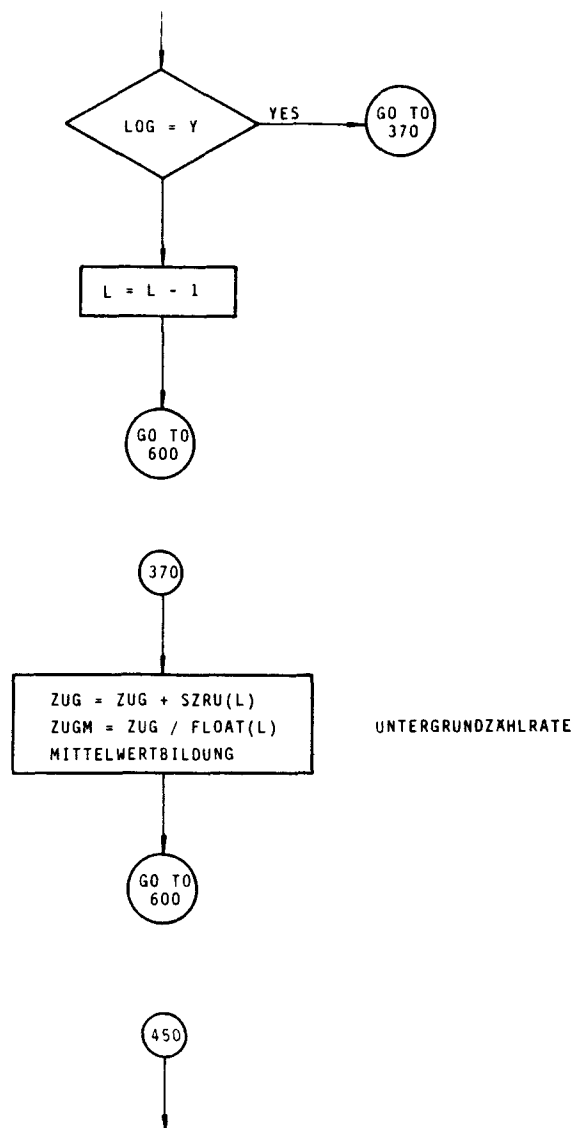 LOG = Y
YES
GO TO
370
L = L - 1
GO TO
600
370
ZUG = ZUG + SZRU(L)
ZUGM = ZUG / FLOAT(L)
MITTELWERTBILDUNG
UNTERGRUNDZÄHLRATE
GO TO
600
450